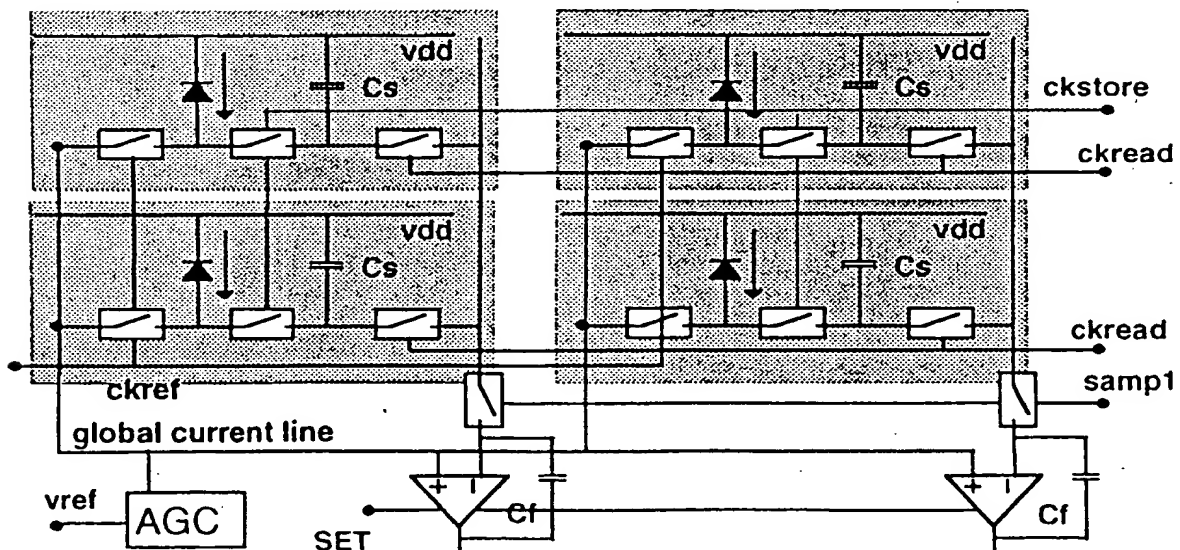 vdd
vdd
Cs
Cs
ckstore
ckread
vdd
vdd
Cs
Cs
ckread
ckref
samp1
global current line
+ −
+ −
vref
AGC
Cf
Cf
SET